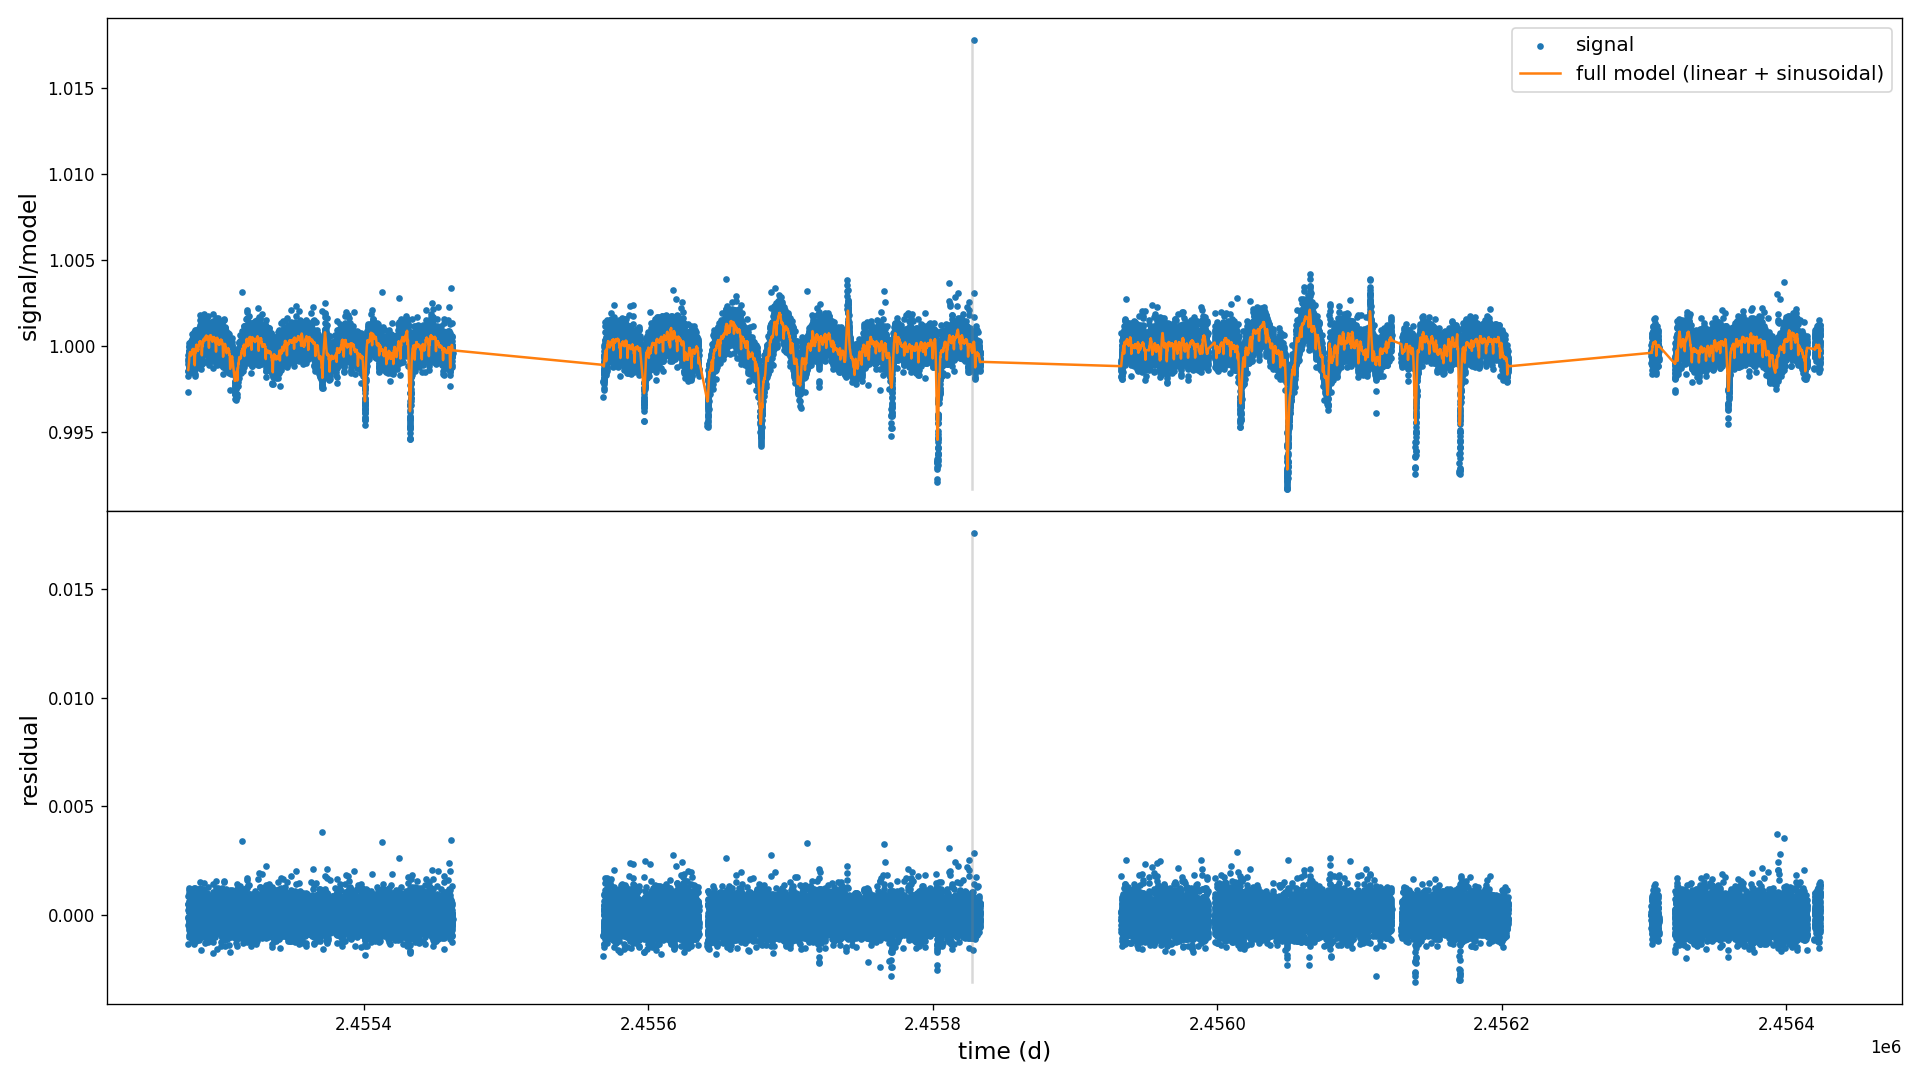 signal
full model (linear + sinusoidal)
signal/model
1.015
1.010
1.005
1.000
0.995
residual
0.015
0.010
0.005
0.000
2.4554
2.4556
2.4558
2.4560
2.4562
2.4564
1e6
time (d)